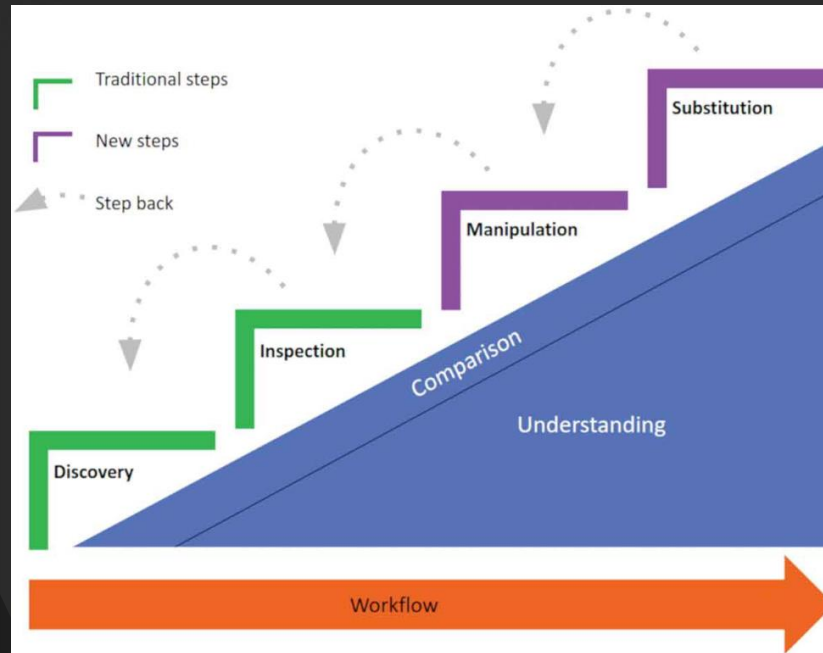 Traditional steps
New steps
Step back
Substitution
Manipulation
Inspection
Discovery
Comparison
Understanding
Workflow